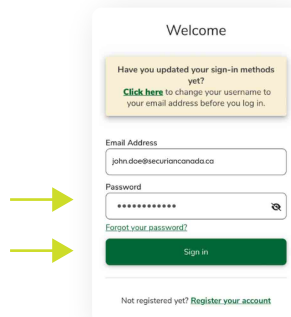 Welcome
Have you updated your sign-in methods
yet?
Click here to change your username to
your email address before you log in.
Email Address
john.doe@securiancanada.ca
Password
••••••••••••
Forgot your password?
Sign in
Not registered yet? Register your account